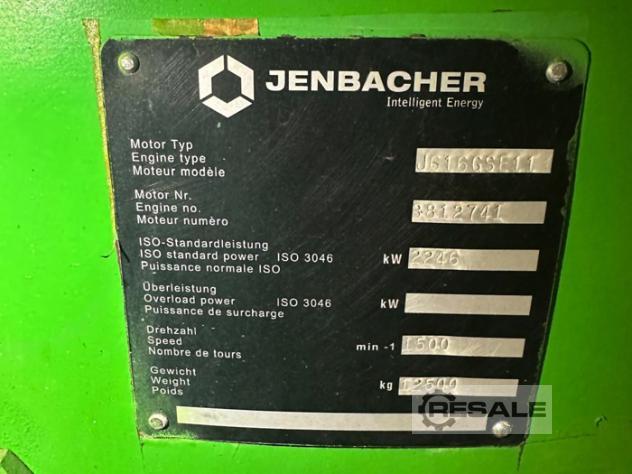 JENBACHER
Intelligent Energy
Motor Typ
Engine type
Moteur modèle
J616GSE11
Motor Nr.
Engine no.
Moteur numèro
3812741
ISO-Standardleistung
ISO standard power ISO 3046 kW 2246
Puissance normale ISO
Überleistung
Overload power ISO 3046 kW
Puissance de surcharge
Drehzahl
Speed min -1 1500
Nombre de tours
Gewicht
Weight kg 12500
Poids
RESALE